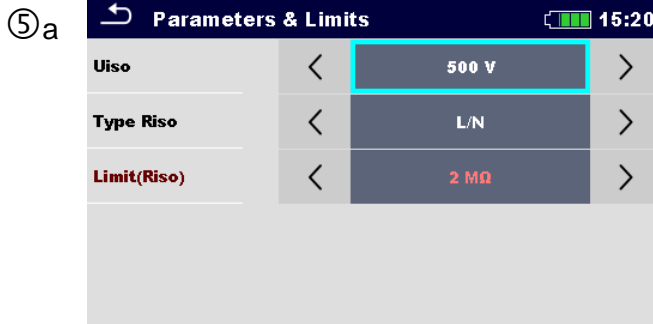 ⑤a
Parameters & Limits 15:20
Uiso 500 V
Type Riso L/N
Limit(Riso) 2 MΩ